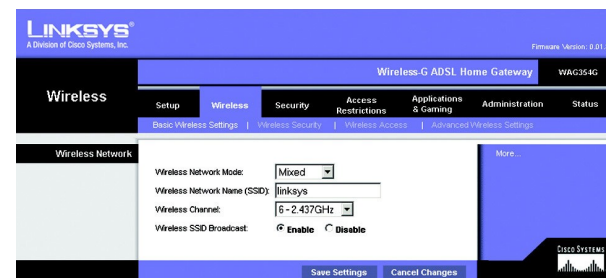 LINKSYS®
A Division of Cisco Systems, Inc.
Firmware Version: 0.01.
Wireless-G ADSL Home Gateway WAG354G
Wireless
Setup Wireless Security Access Restrictions Applications & Gaming Administration Status
Basic Wireless Settings | Wireless Security | Wireless Access | Advanced Wireless Settings
Wireless Network
More...
Wireless Network Mode: Mixed
Wireless Network Name (SSID): linksys
Wireless Channel: 6 - 2.437GHz
Wireless SSID Broadcast: Enable Disable
CISCO SYSTEMS
Save Settings Cancel Changes